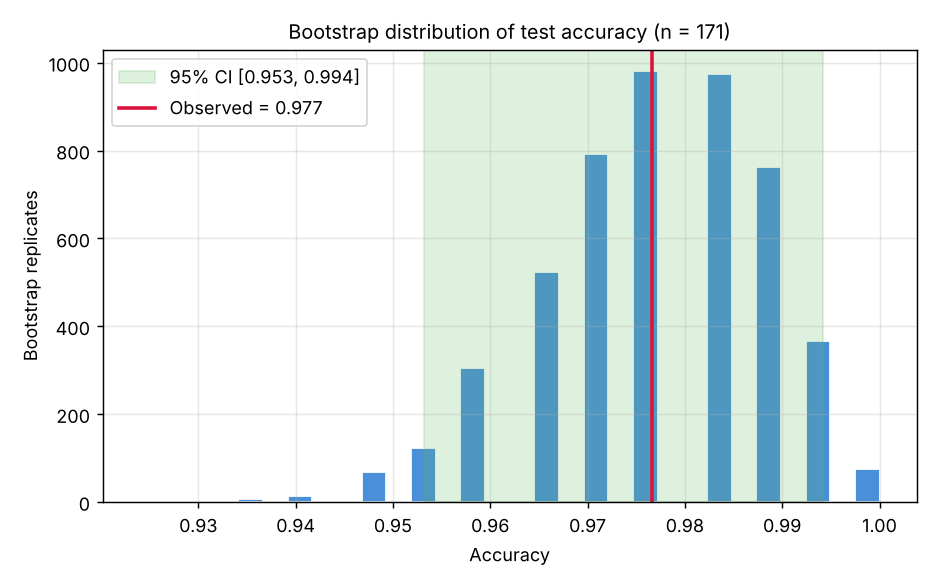 Bootstrap distribution of test accuracy (n = 171)
95% CI [0.953, 0.994]
Observed = 0.977
1000
800
600
400
200
0
Bootstrap replicates
0.93 0.94 0.95 0.96 0.97 0.98 0.99 1.00
Accuracy